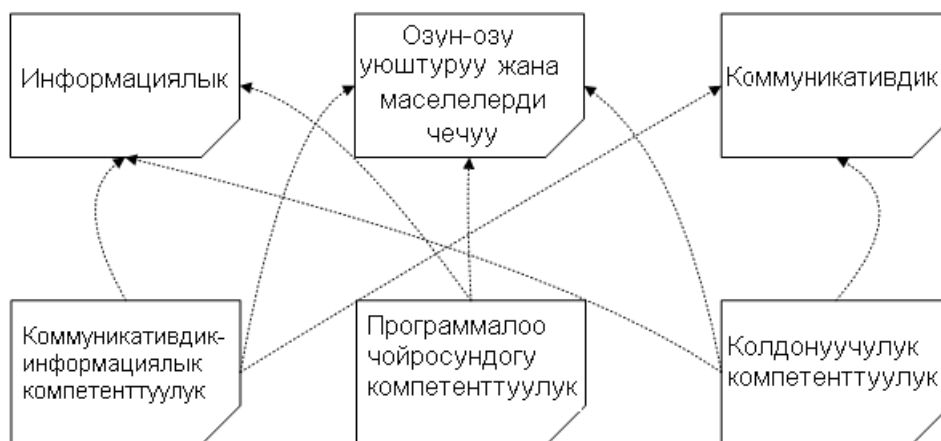 Информациялык
Озун-озу
уюштуруу жана
маселелерди
чечуу
Коммуникативдик
Коммуникативдик-
информациялык
компетенттуулук
Программалоо
чойросундогу
компетенттуулук
Колдонуучулук
компетенттуулук